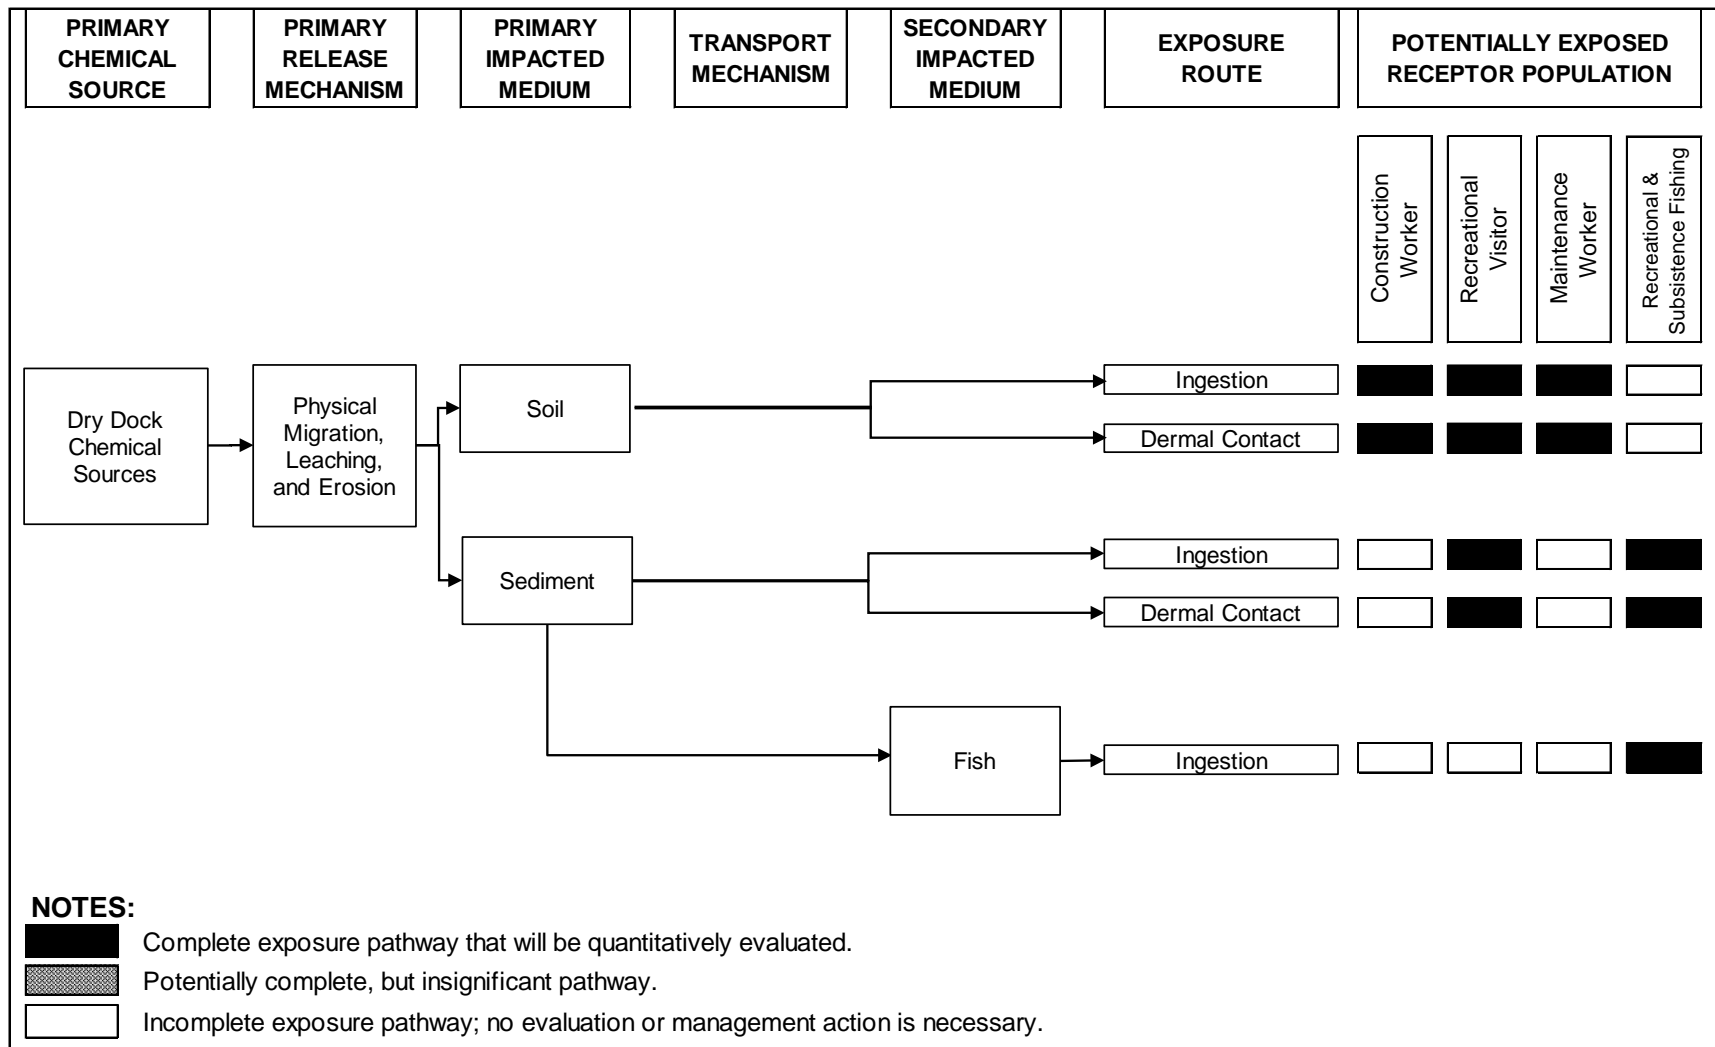 PRIMARY
CHEMICAL
SOURCE
PRIMARY
RELEASE
MECHANISM
PRIMARY
IMPACTED
MEDIUM
TRANSPORT
MECHANISM
SECONDARY
IMPACTED
MEDIUM
EXPOSURE
ROUTE
POTENTIALLY EXPOSED
RECEPTOR POPULATION
Construction
Worker
Recreational
Visitor
Maintenance
Worker
Recreational &
Subsistence Fishing
Dry Dock
Chemical
Sources
Physical
Migration,
Leaching,
and Erosion
Soil
Ingestion
Dermal Contact
Sediment
Ingestion
Dermal Contact
Fish
Ingestion
NOTES:
Complete exposure pathway that will be quantitatively evaluated.
Potentially complete, but insignificant pathway.
Incomplete exposure pathway; no evaluation or management action is necessary.